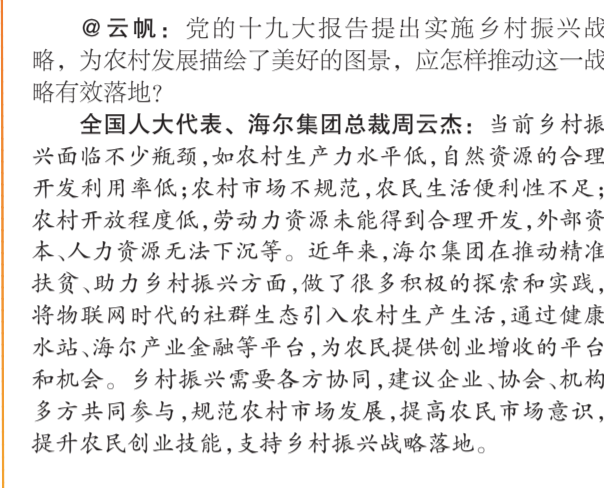 @云帆：党的十九大报告提出实施乡村振兴战
略，为农村发展描绘了美好的图景，应怎样推动这一战
略有效落地？
全国人大代表、海尔集团总裁周云杰：当前乡村振
兴面临不少瓶颈，如农村生产力水平低，自然资源的合理
开发利用率低；农村市场不规范，农民生活便利性不足；
农村开放程度低，劳动力资源未能得到合理开发，外部资
本、人力资源无法下沉等。近年来，海尔集团在推动精准
扶贫、助力乡村振兴方面，做了很多积极的探索和实践，
将物联网时代的社群生态引入农村生产生活，通过健康
水站、海尔产业金融等平台，为农民提供创业增收的平台
和机会。乡村振兴需要各方协同，建议企业、协会、机构
多方共同参与，规范农村市场发展，提高农民市场意识，
提升农民创业技能，支持乡村振兴战略落地。